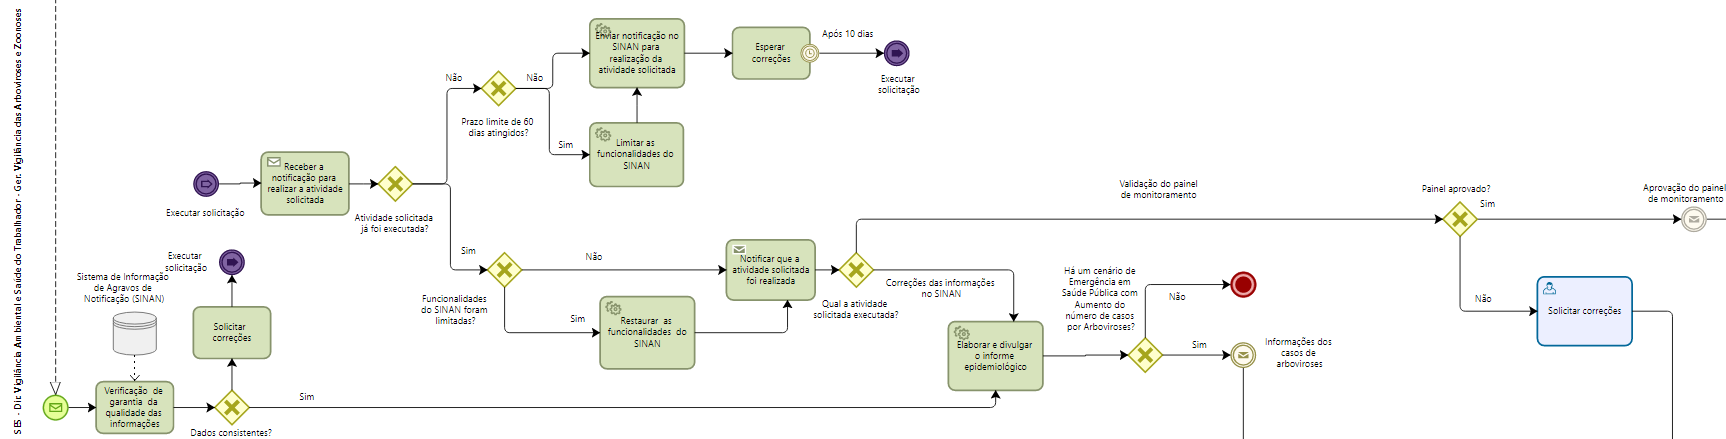 SES - Dir. Vigilância Ambiental e Saúde do Trabalhador - Ger. Vigilância das Arboviroses e Zoonoses
Enviar notificação no
SINAN para
realização da
atividade solicitada
Esperar
correções
Após 10 dias
Executar
solicitação
Não
Não
Prazo limite de 60
dias atingidos?
Sim
Limitar as
funcionalidades do
SINAN
Receber a
notificação para
realizar a atividade
solicitada
Executar solicitação
Atividade solicitada
já foi executada?
Validação do painel
de monitoramento
Painel aprovado?
Sim
Aprovação do painel
de monitoramento
Executar
solicitação
Sim
Não
Notificar que a
atividade solicitada
foi realizada
Sistema de Informação
de Agravos de
Notificação (SINAN)
Funcionalidades
do SINAN foram
limitadas?
Sim
Restaurar as
funcionalidades do
SINAN
Qual a atividade
solicitada executada?
Correções das informações
no SINAN
Há um cenário de
Emergência em
Saúde Pública com
Aumento do
número de casos
por Arboviroses?
Não
Não
Solicitar correções
Solicitar
correções
Elaborar e divulgar
o informe
epidemiológico
Sim
Informações dos
casos de
arboviroses
Verificação de
garantia da
qualidade das
informações
Sim
Dados consistentes?